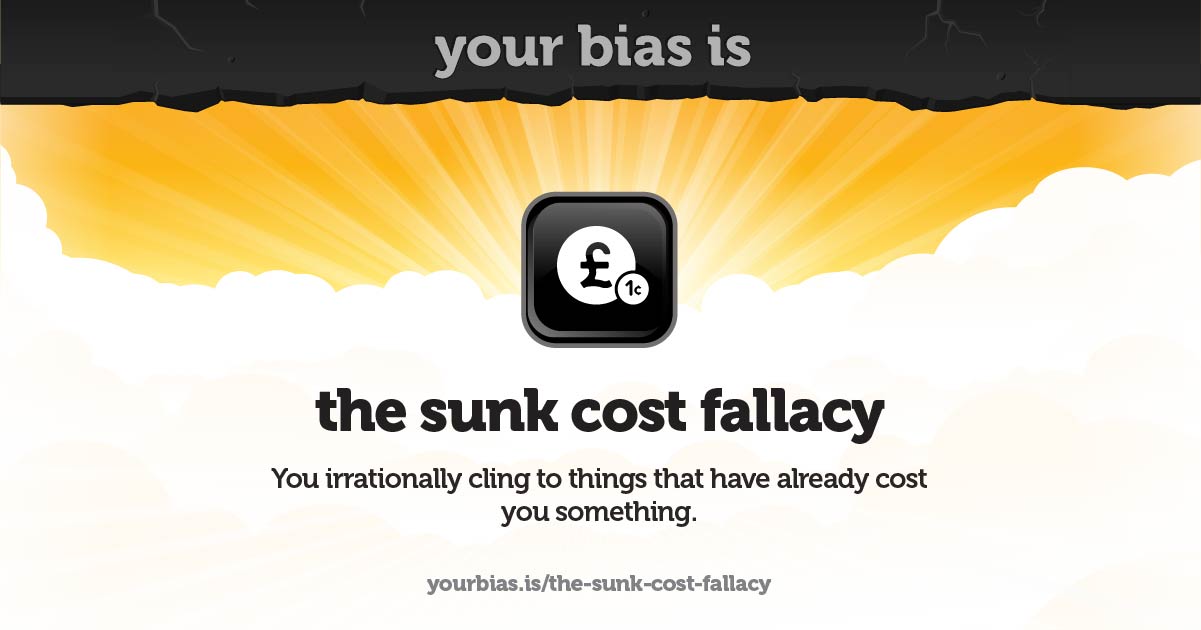 your bias is
£
1¢
the sunk cost fallacy
You irrationally cling to things that have already cost
you something.
yourbias.is/the-sunk-cost-fallacy